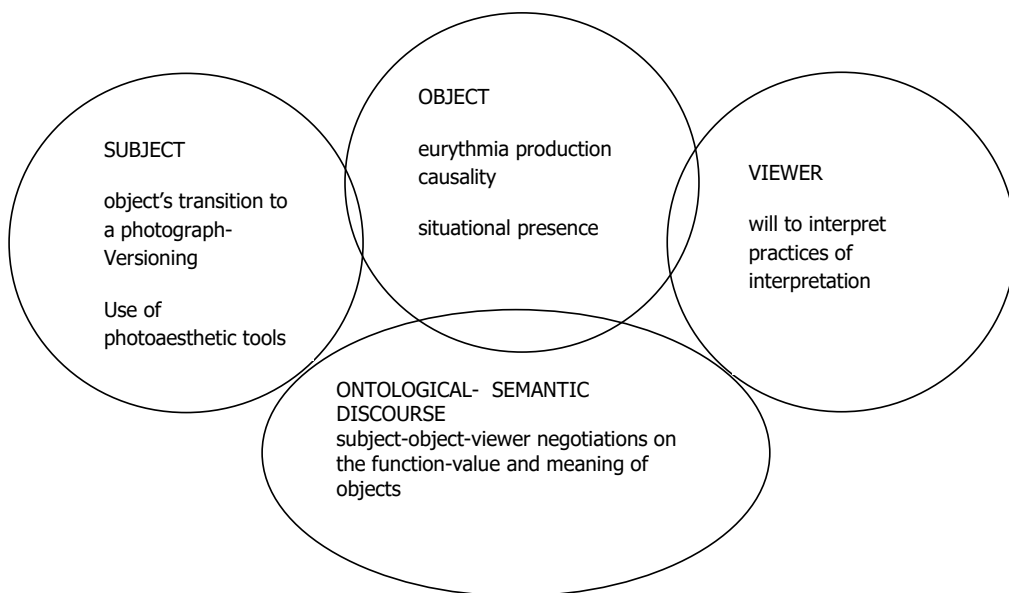 SUBJECT
object's transition to
a photograph-
Versioning
Use of
photoaesthetic tools
OBJECT
eurythmia production
causality
situational presence
VIEWER
will to interpret
practices of
interpretation
ONTOLOGICAL- SEMANTIC
DISCOURSE
subject-object-viewer negotiations on
the function-value and meaning of
objects